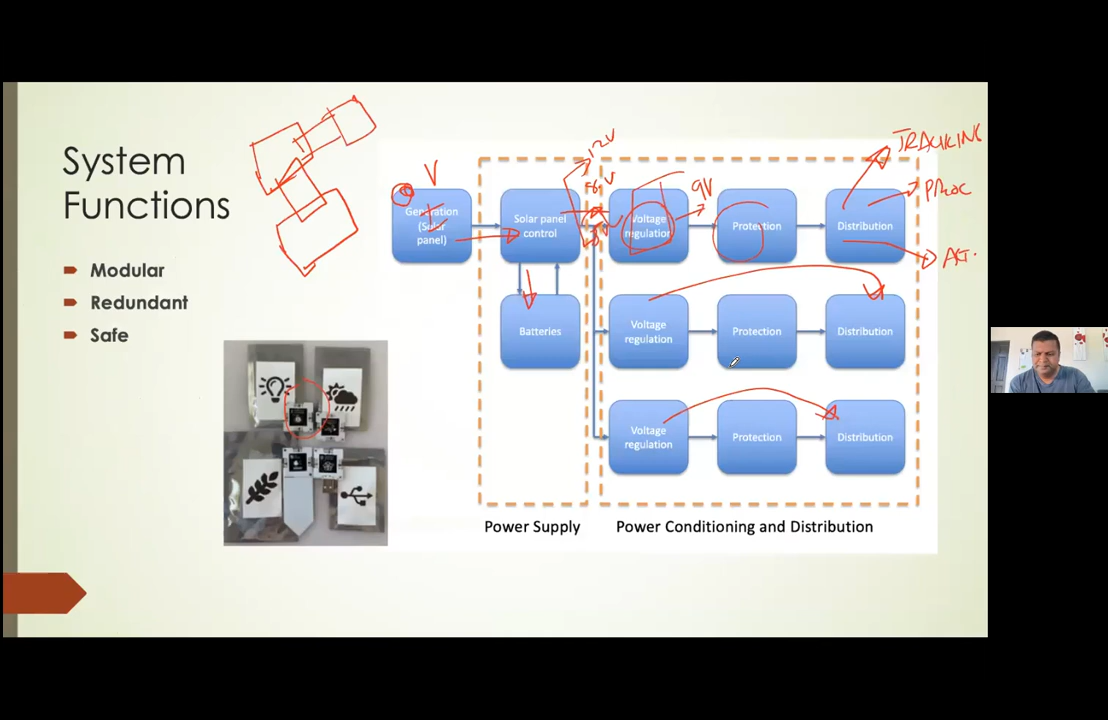 System
Functions
Modular
Redundant
Safe
V
Generation
(Solar
panel)
Solar panel
control
Batteries
12V
9V
Voltage
regulation
Protection
Distribution
TRACKING
PROC
ACT.
Voltage
regulation
Protection
Distribution
Voltage
regulation
Protection
Distribution
Power Supply
Power Conditioning and Distribution